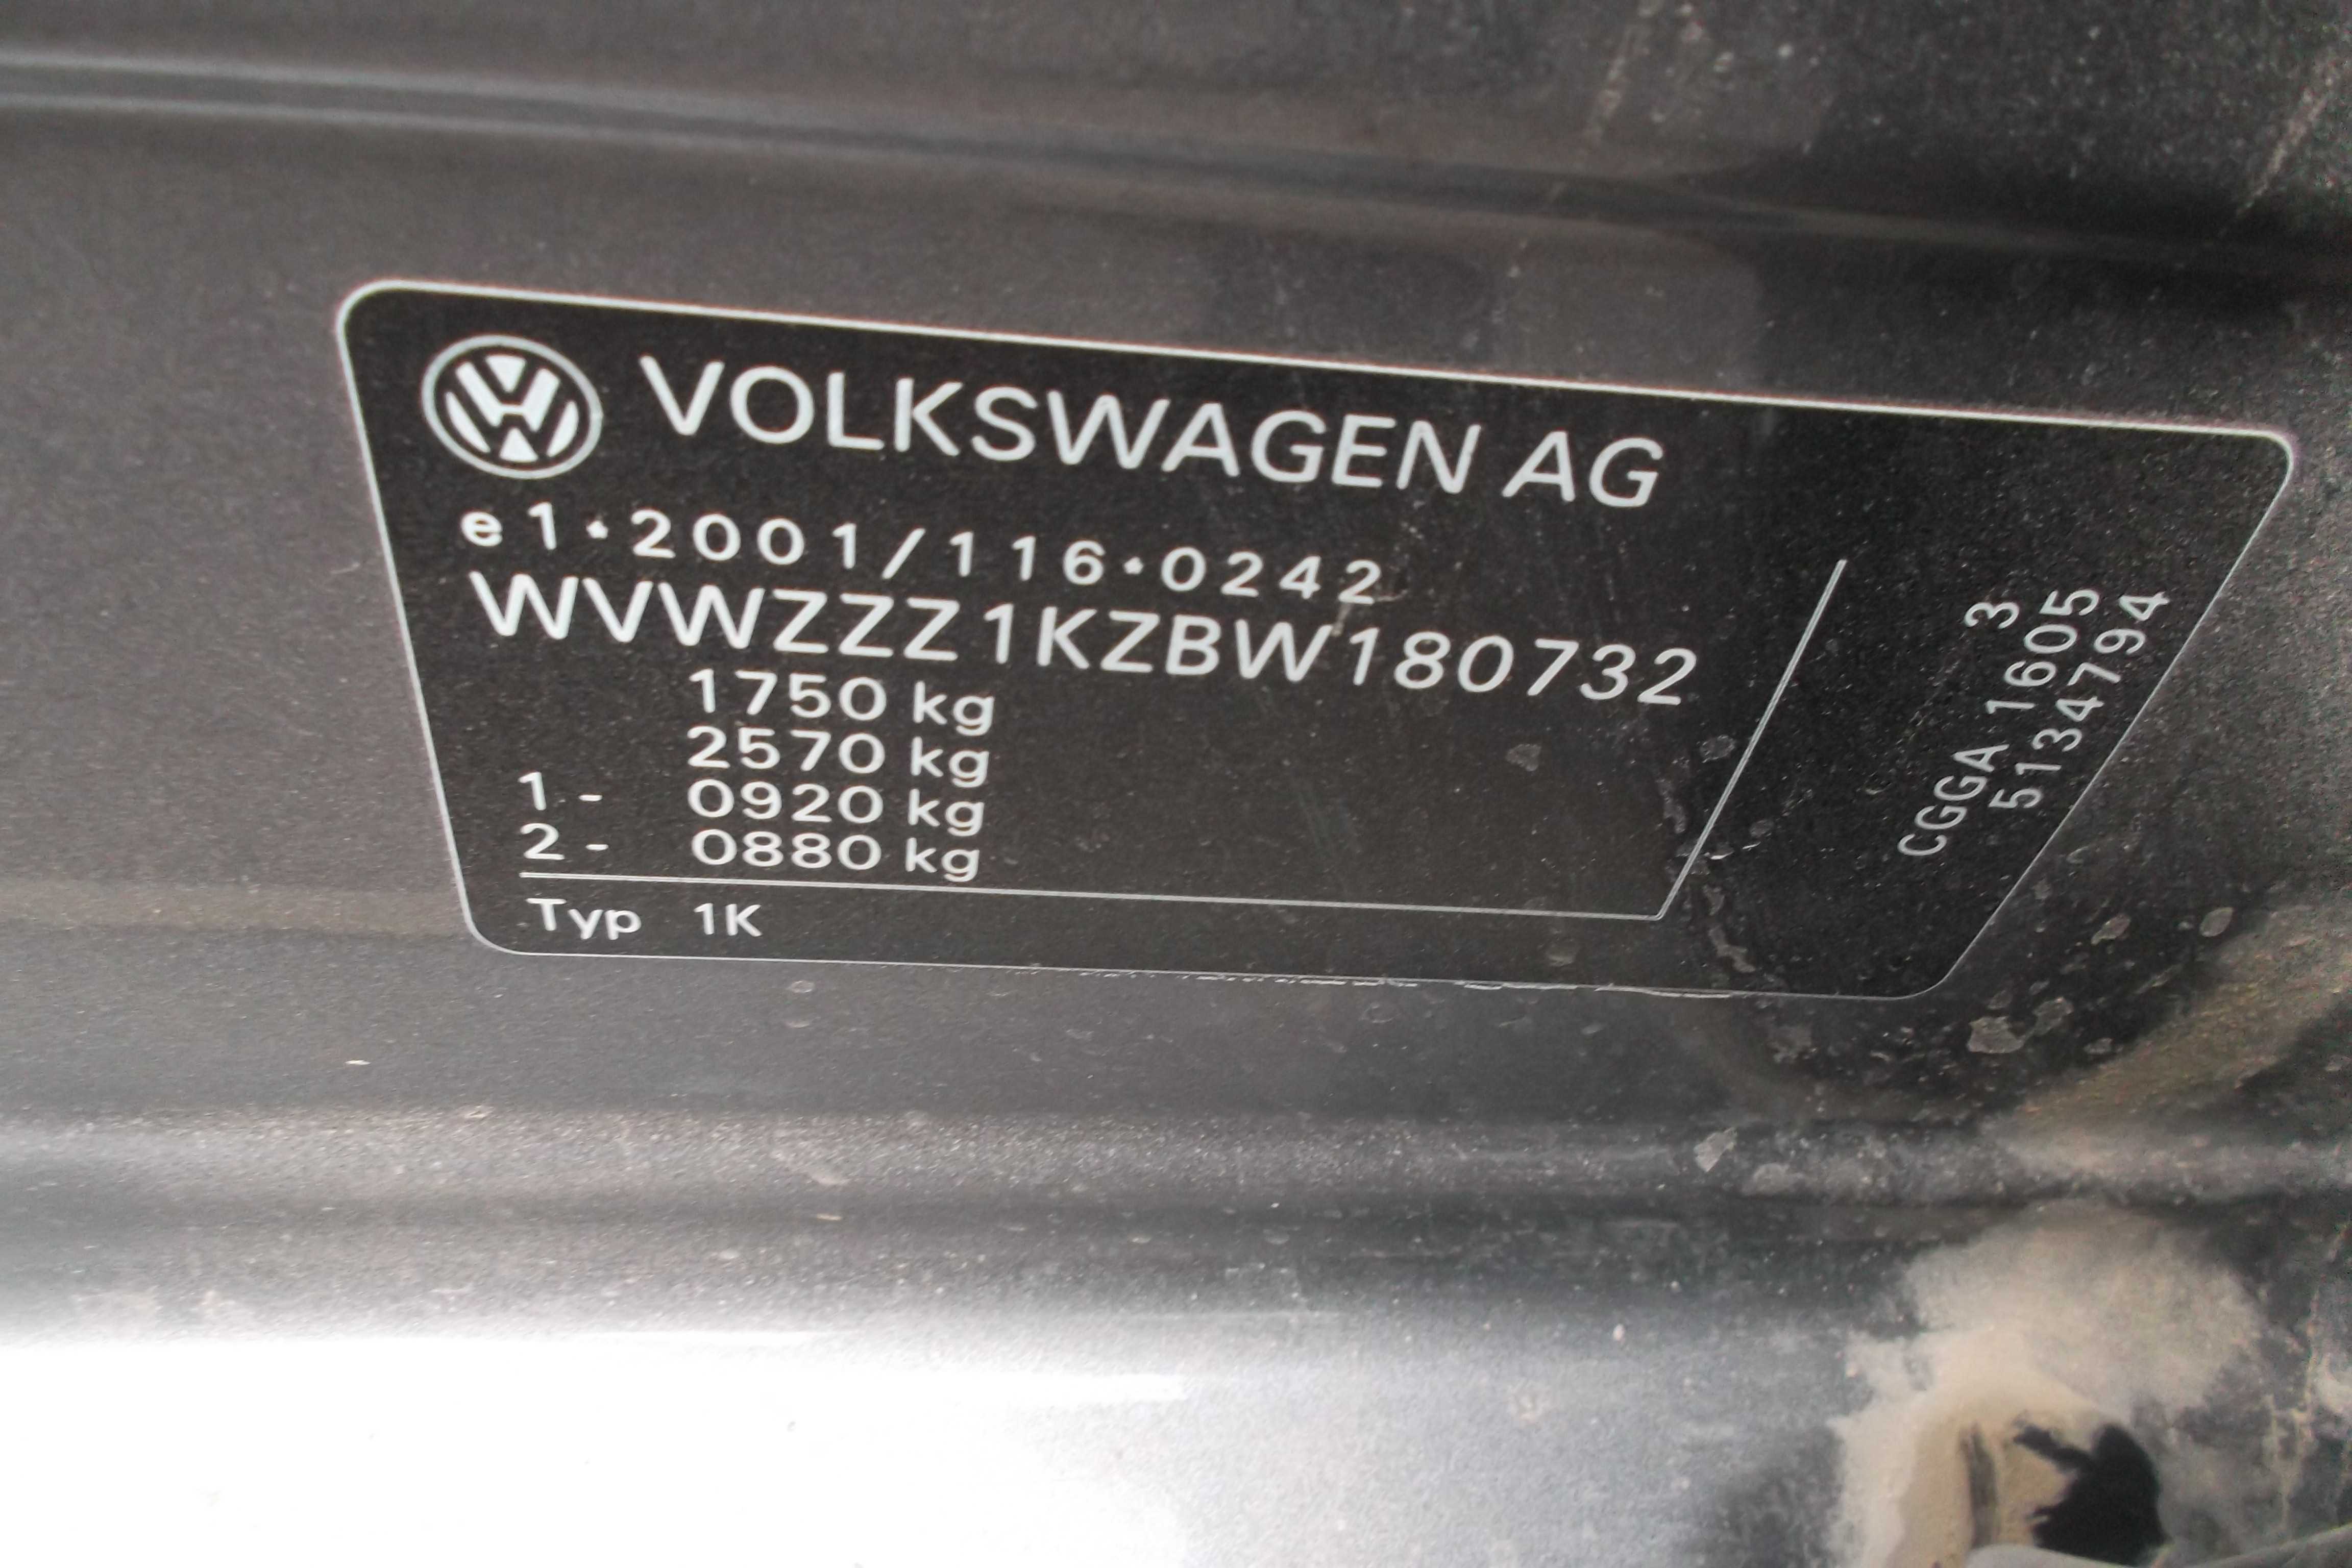 VOLKSWAGEN AG
e1·2001/116·0242
WVWZZZ1KZBW180732
1750 kg
2570 kg
1 - 0920 kg
2 - 0880 kg
Typ 1K
3
CGGA 1605
5134794